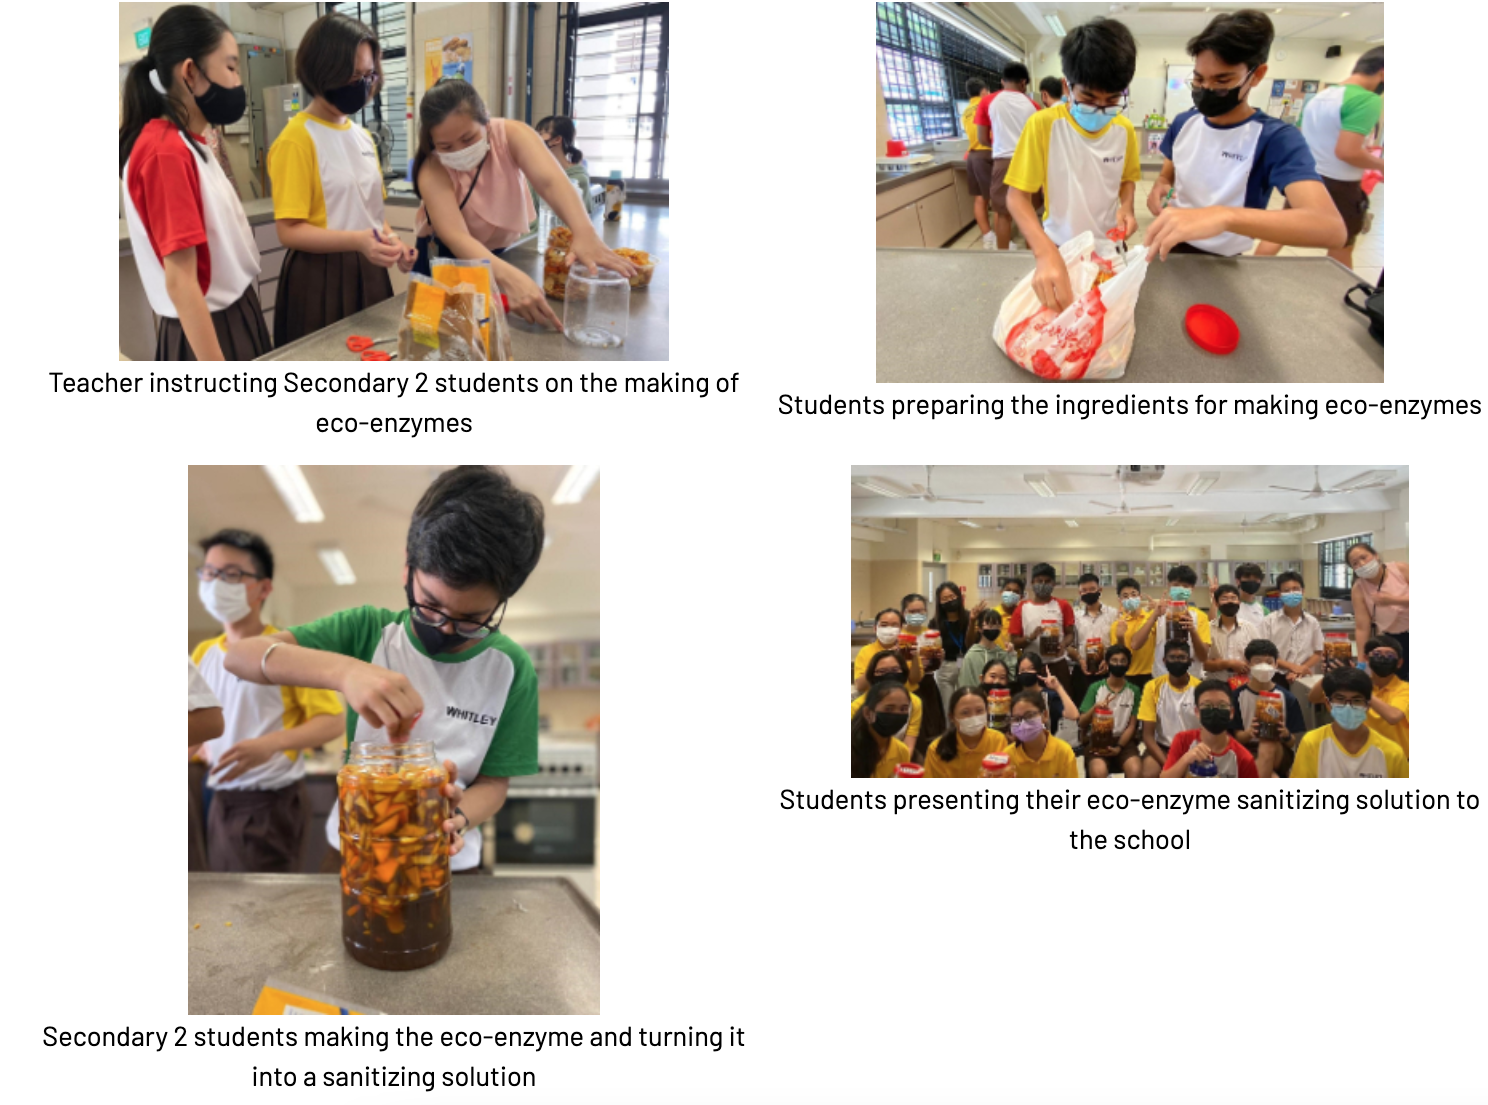 Teacher instructing Secondary 2 students on the making of
eco-enzymes
WHITLEY
Students preparing the ingredients for making eco-enzymes
WHITLEY
Secondary 2 students making the eco-enzyme and turning it
into a sanitizing solution
Students presenting their eco-enzyme sanitizing solution to
the school